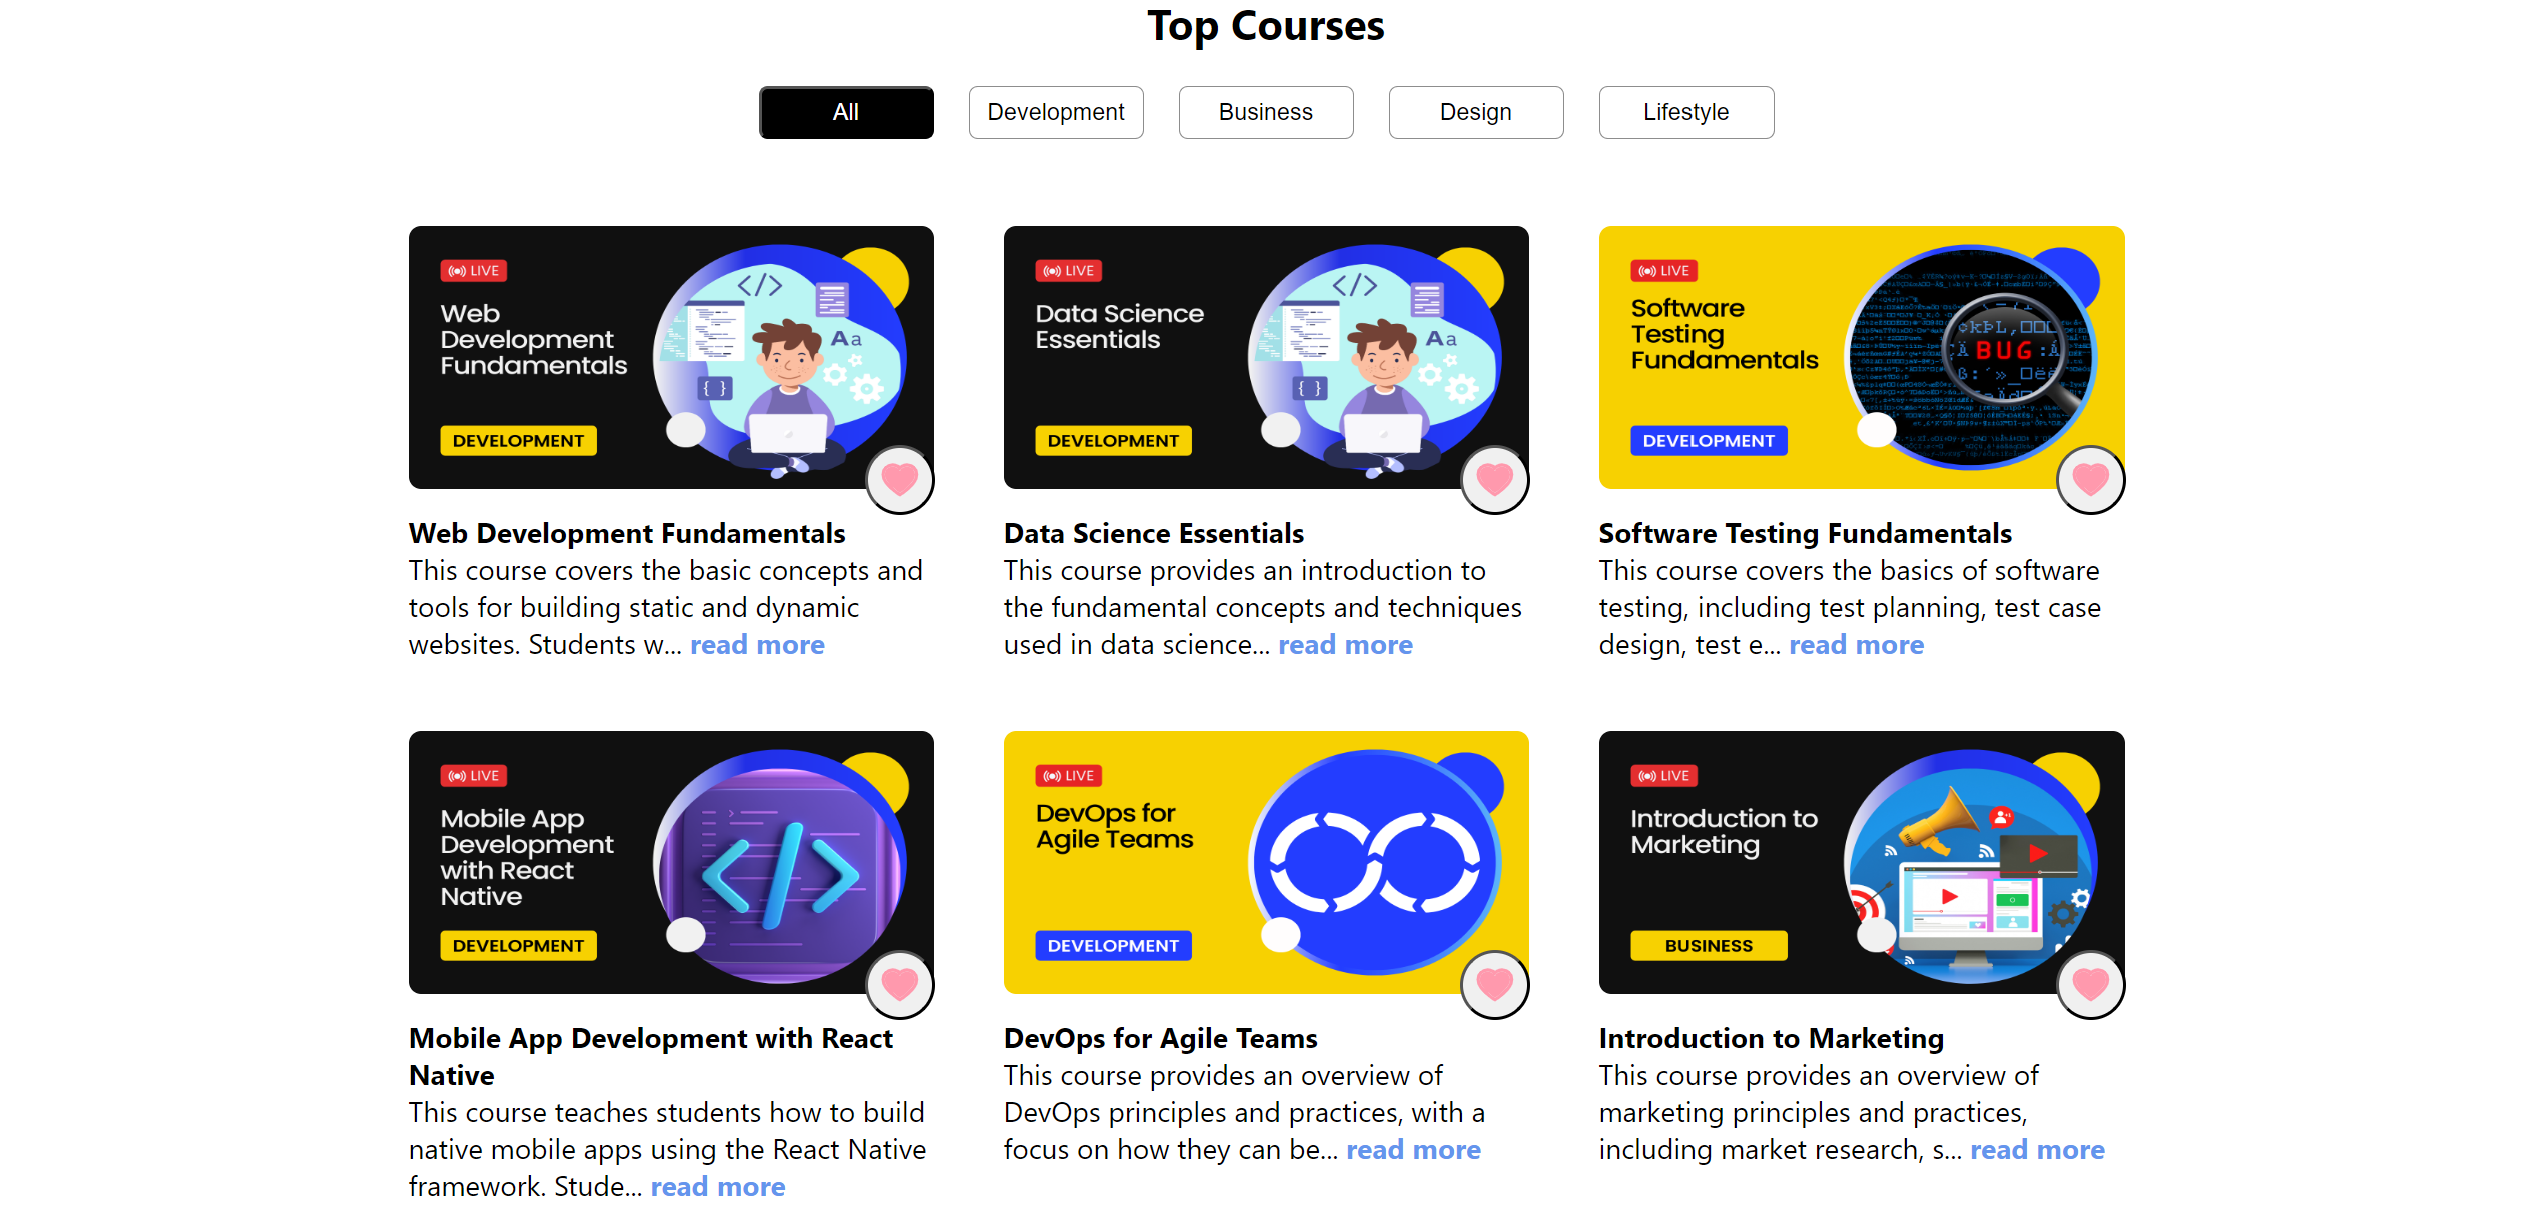 Top Courses
All
Development
Business
Design
Lifestyle
LIVE
Web
Development
Fundamentals
Aa
{ }
DEVELOPMENT
Web Development Fundamentals
This course covers the basic concepts and
tools for building static and dynamic
websites. Students w... read more
LIVE
Data Science
Essentials
Aa
{ }
DEVELOPMENT
Data Science Essentials
This course provides an introduction to
the fundamental concepts and techniques
used in data science... read more
LIVE
Software
Testing
Fundamentals
BUG
DEVELOPMENT
Software Testing Fundamentals
This course covers the basics of software
testing, including test planning, test case
design, test e... read more
LIVE
Mobile App
Development
with React
Native
</>
DEVELOPMENT
Mobile App Development with React
Native
This course teaches students how to build
native mobile apps using the React Native
framework. Stude... read more
LIVE
DevOps for
Agile Teams
DEVELOPMENT
DevOps for Agile Teams
This course provides an overview of
DevOps principles and practices, with a
focus on how they can be... read more
LIVE
Introduction to
Marketing
BUSINESS
Introduction to Marketing
This course provides an overview of
marketing principles and practices,
including market research, s... read more